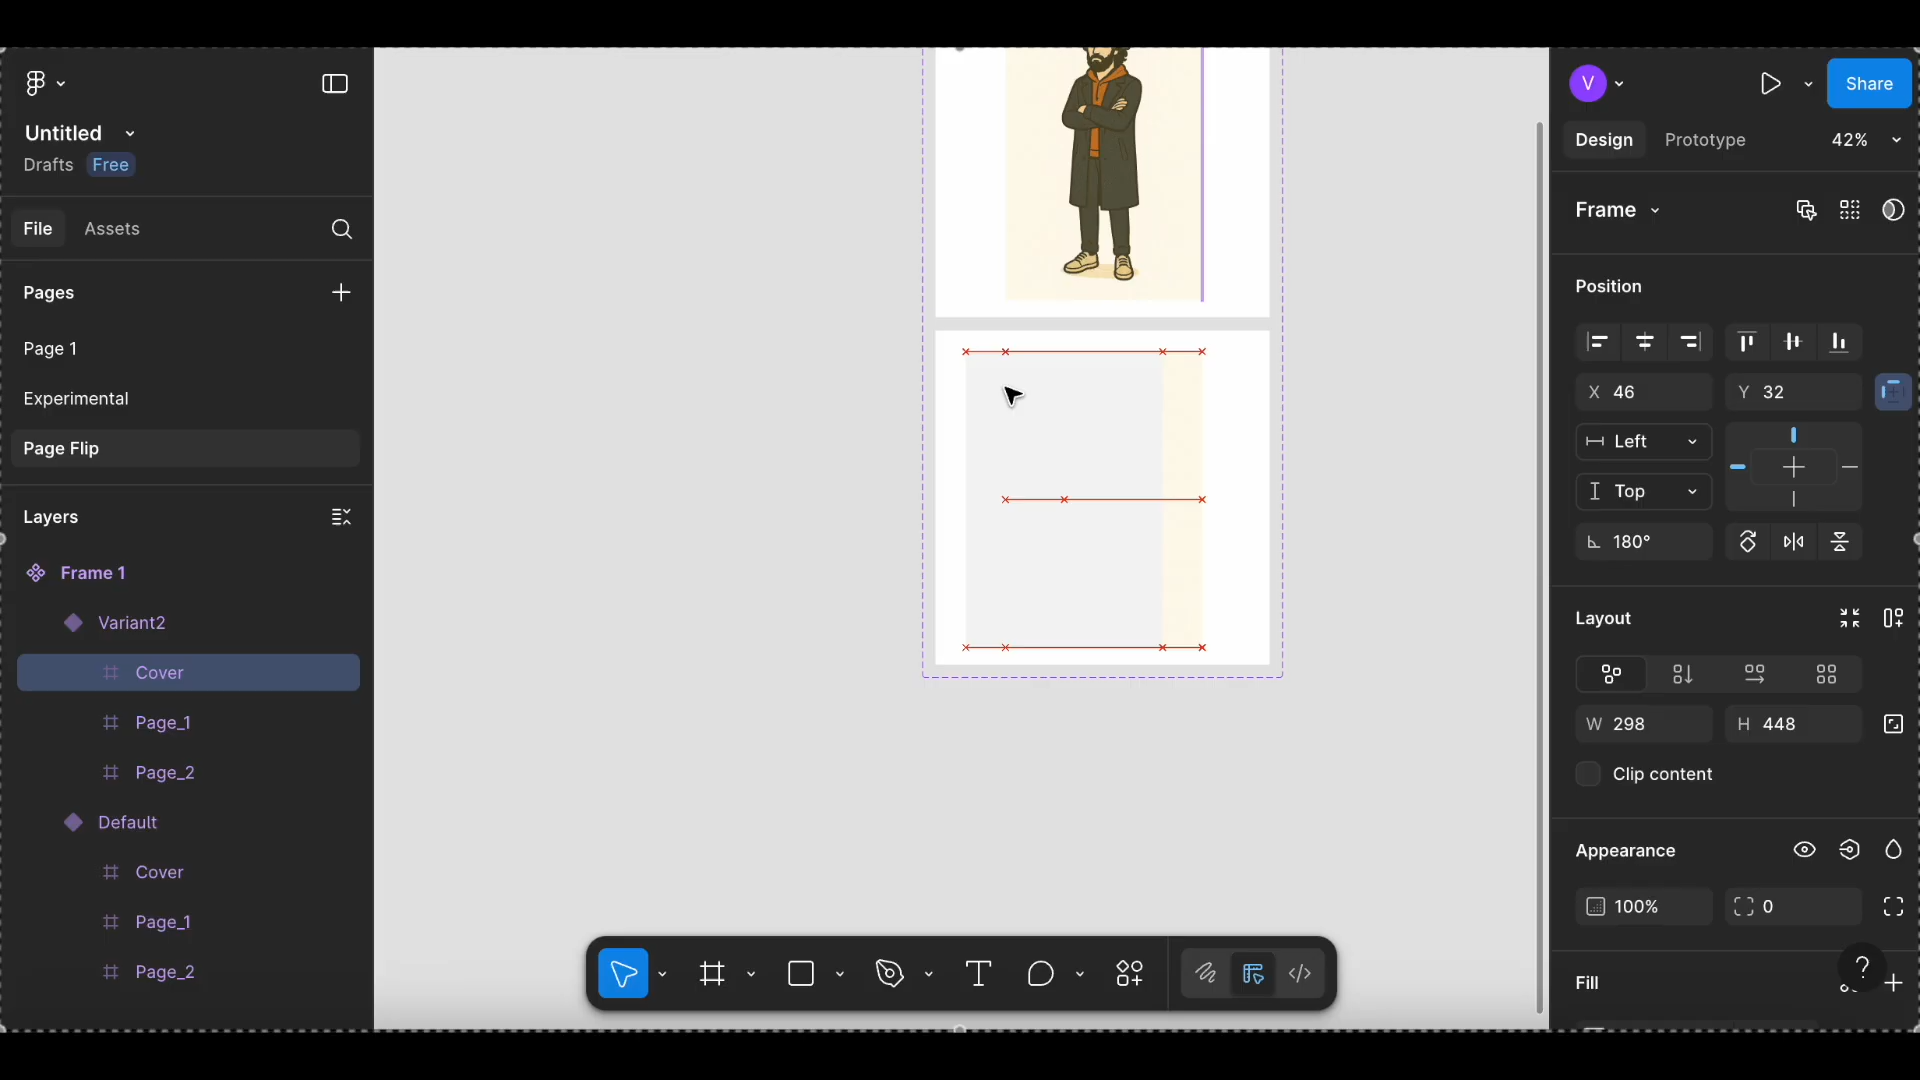 Untitled
Drafts Free
File Assets
Pages
Page 1
Experimental
Page Flip
Layers
Frame 1
Variant2
Cover
Page_1
Page_2
Default
Cover
Page_1
Page_2
V Share
Design Prototype 42%
Frame
Position
X 46 Y 32
Left
Top
180°
Layout
W 298 H 448
Clip content
Appearance
100% 0
Fill
?